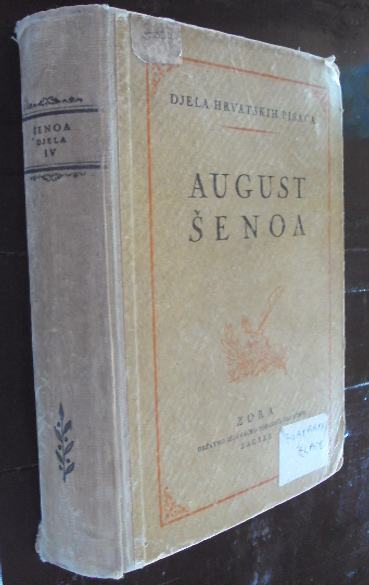 ŠENOA
DJELA
IV
DJELA HRVATSKIH PISACA
AUGUST
ŠENOA
ZORA
ZAGREB